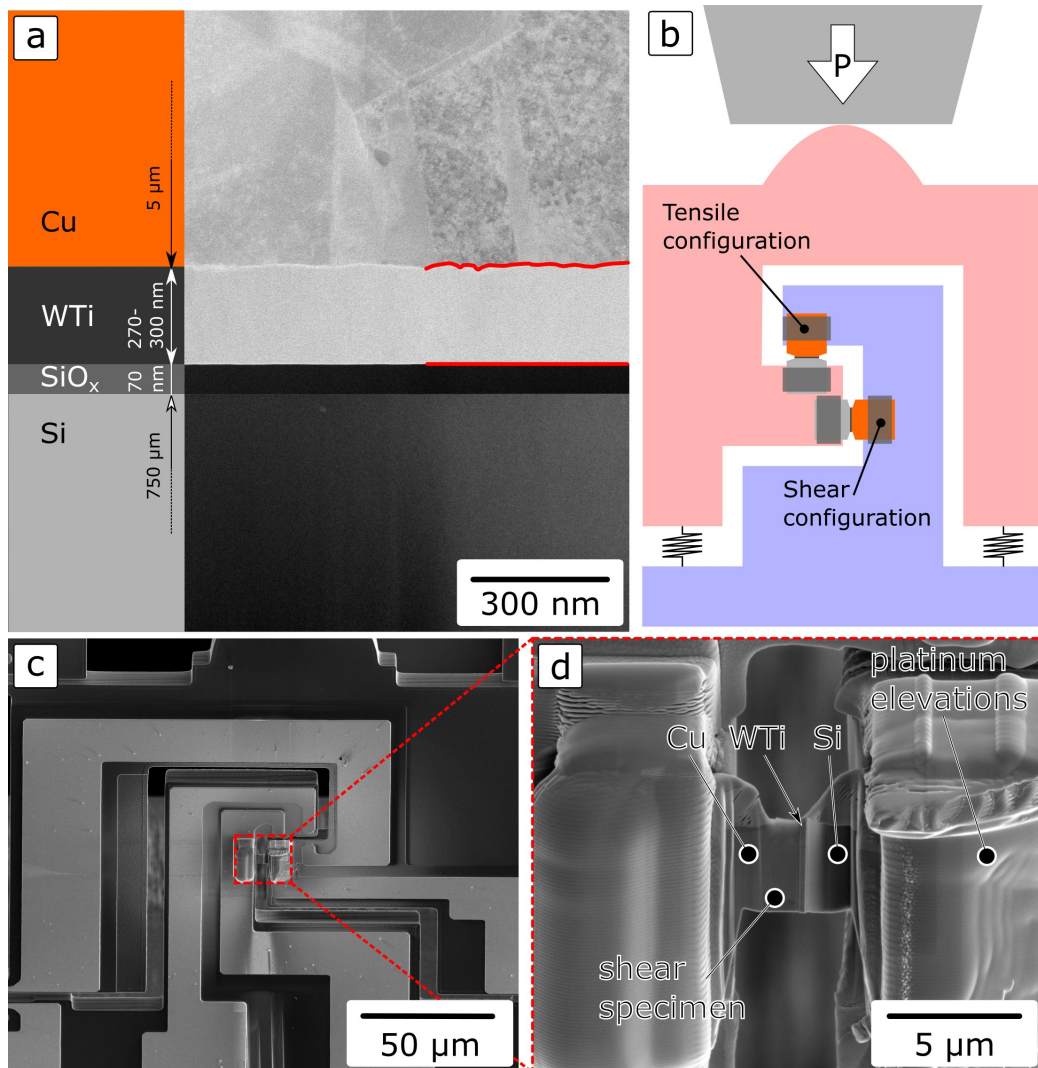 a
Cu
5 µm
WTi
270-
300 nm
SiOx
70
nm
Si
750 µm
300 nm
b
P
Tensile
configuration
Shear
configuration
c
50 µm
d
platinum
elevations
Cu WTi Si
shear
specimen
5 µm